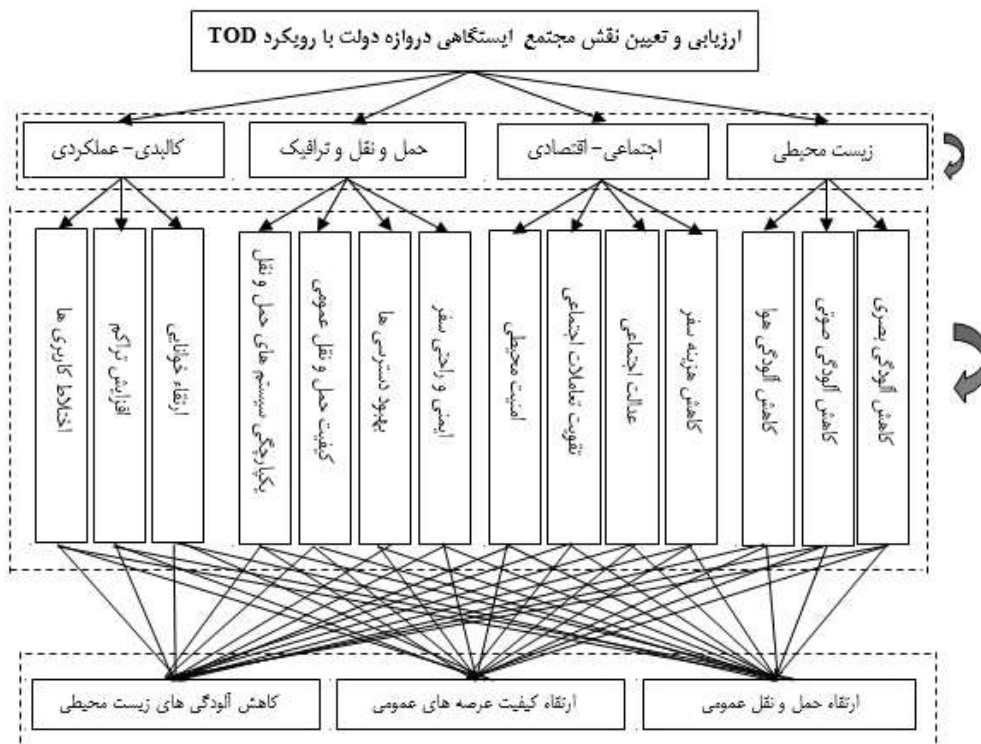 ارزیابی و تعیین نقش مجتمع ایستگاهی دروازه دولت با رویکرد TOD
زیست محیطی
اجتماعی- اقتصادی
حمل و نقل و ترافیک
کالبدی- عملکردی
کاهش آلودگی بصری
کاهش آلودگی صوتی
کاهش آلودگی هوا
کاهش هزینه سفر
عدالت اجتماعی
تقویت تعاملات اجتماعی
امنیت محیطی
ایمنی و راحتی سفر
بهبود دسترسی ها
کیفیت حمل و نقل عمومی
یکپارچگی سیستم های حمل و نقل
ارتقاء خوانایی
افزایش تراکم
اختلاط کاربری ها
ارتقاء حمل و نقل عمومی
ارتقاء کیفیت عرصه های عمومی
کاهش آلودگی های زیست محیطی